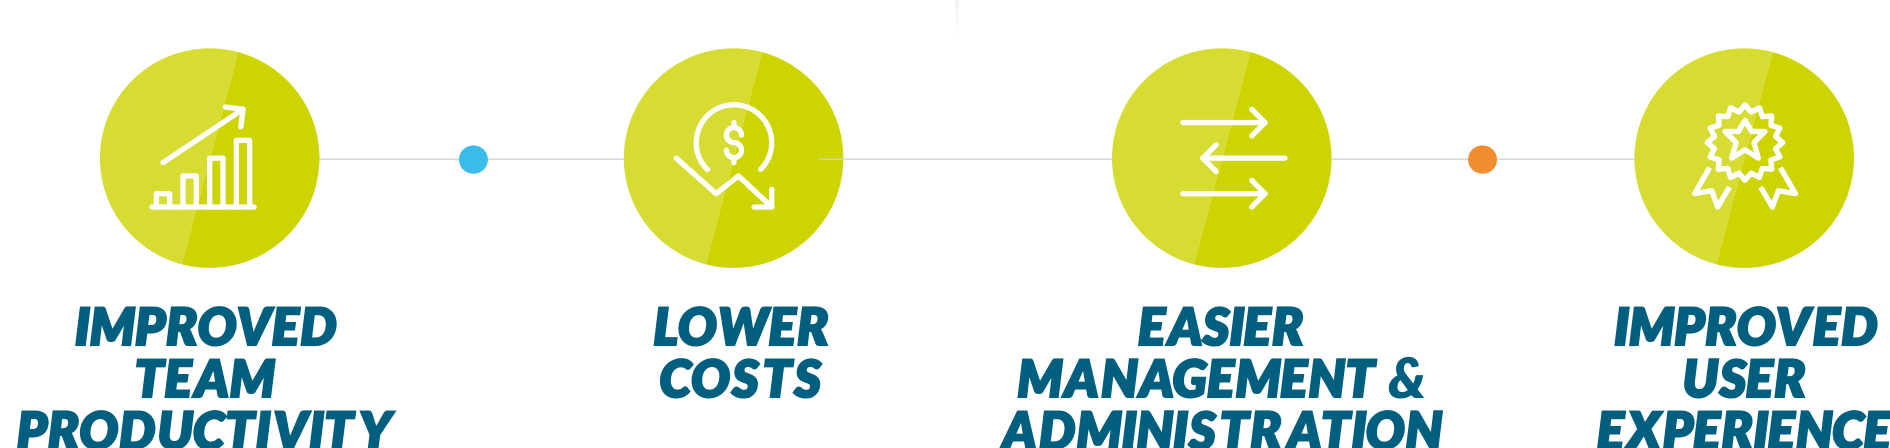 IMPROVED
TEAM
PRODUCTIVITY
$
LOWER
COSTS
EASIER
MANAGEMENT &
ADMINISTRATION
IMPROVED
USER
EXPERIENCE